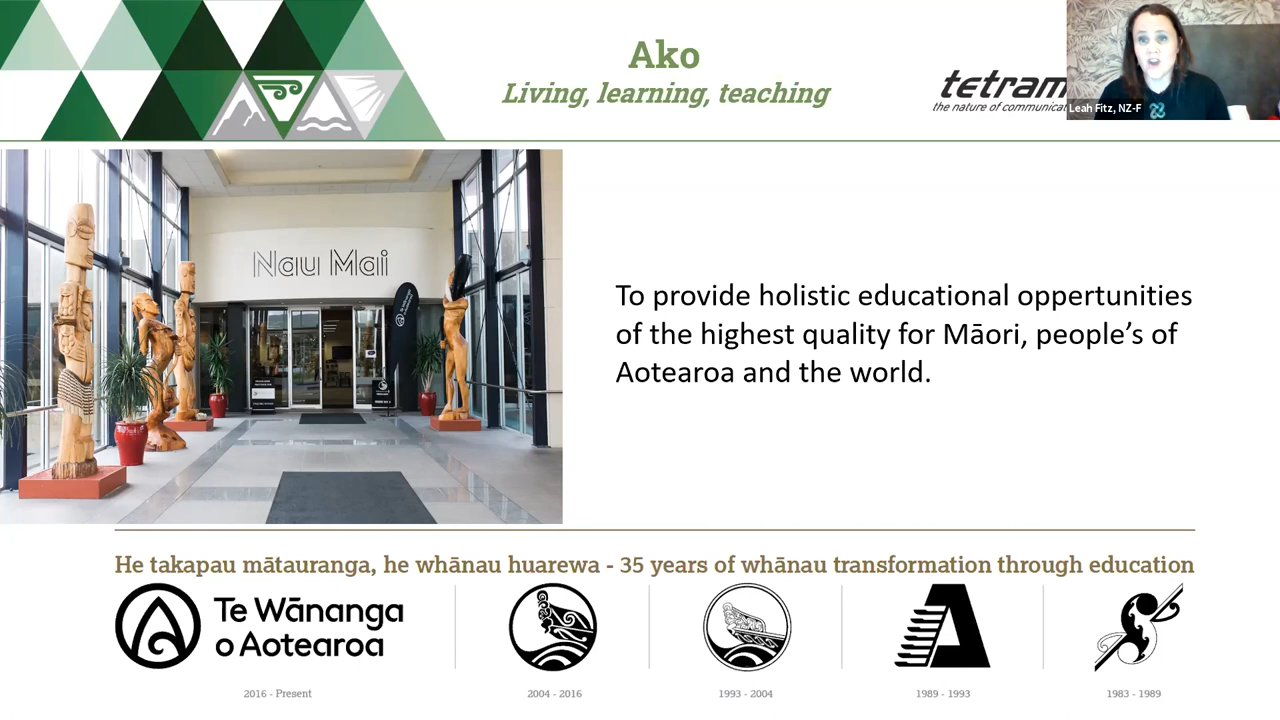 Ako
Living, learning, teaching
tetram
the nature of communica
Leah Fitz, NZ-F
Nau Mai
To provide holistic educational oppertunities
of the highest quality for Māori, people’s of
Aotearoa and the world.
He takapau mātauranga, he whānau huarewa - 35 years of whānau transformation through education
Te Wānanga
o Aotearoa
2016 - Present
2004 - 2016
1993 - 2004
1989 - 1993
1983 - 1989